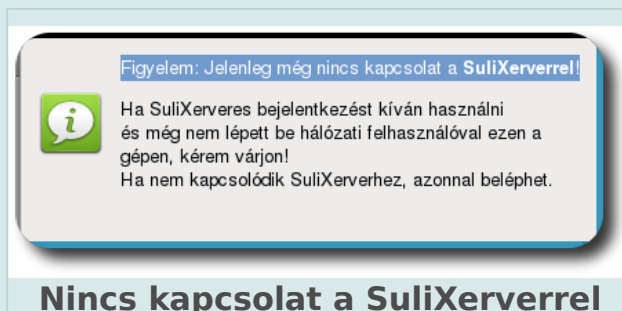 Figyelem: Jelenleg még nincs kapcsolat a SuliXerverrel!
Ha SuliXerveres bejelentkezést kíván használni
és még nem lépett be hálózati felhasználóval ezen a
gépen, kérem várjon!
Ha nem kapcsolódik SuliXerverhez, azonnal beléphet.
Nincs kapcsolat a SuliXerverrel